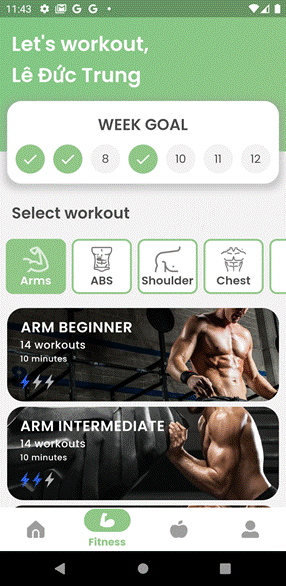 11:43
Let's workout,
Lê Đức Trung
WEEK GOAL
8 10 11 12
Select workout
Arms ABS Shoulder Chest
ARM BEGINNER
14 workouts
10 minutes
ARM INTERMEDIATE
14 workouts
10 minutes
Fitness